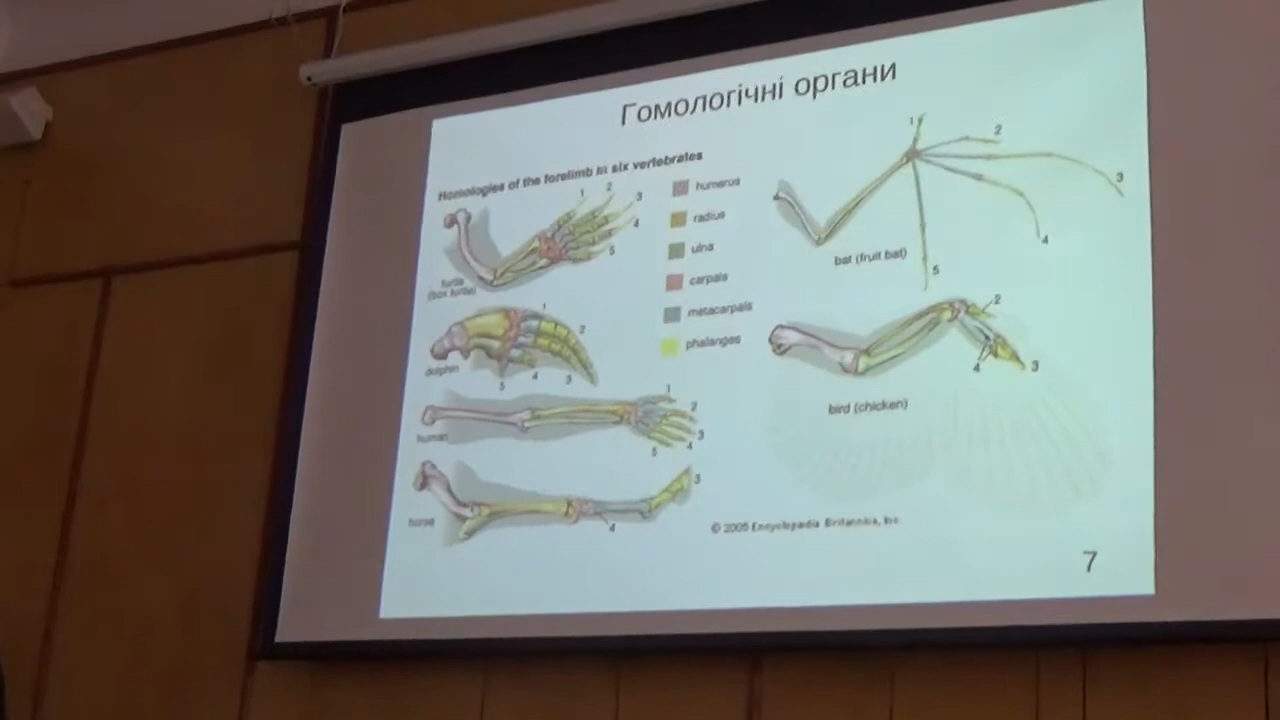 Гомологічні органи
Homologies of the forelimb in six vertebrates
1 2 3 4 5
turtle
(box turtle)
1 2 3 4 5
dolphin
1 2 3 4 5
human
3 4
horse
humerus
radius
ulna
carpals
metacarpals
phalanges
1 2 3 4 5
bat (fruit bat)
2 3 4
bird (chicken)
© 2005 Encyclopædia Britannica, Inc.
7